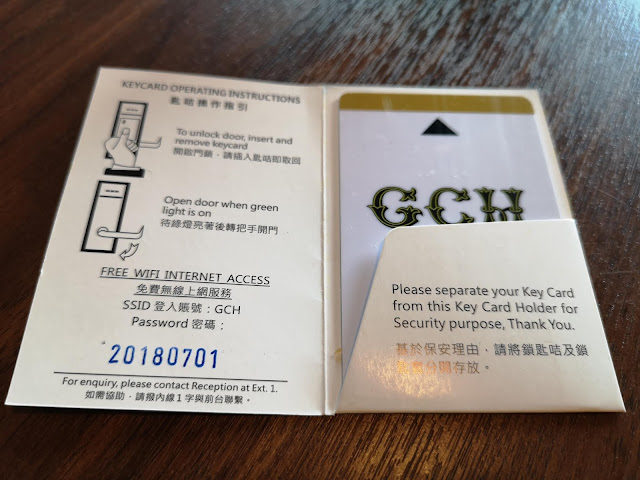 KEYCARD OPERATING INSTRUCTIONS
匙咭操作指引
To unlock door, insert and
remove keycard
開啟門鎖，請插入匙咭即取回
Open door when green
light is on
待綠燈亮著後轉把手開門
FREE WIFI INTERNET ACCESS
免費無線上網服務
SSID 登入賬號：GCH
Password 密碼：
20180701
For enquiry, please contact Reception at Ext. 1.
如需協助，請撥內線1字與前台聯繫。
GCH
Please separate your Key Card
from this Key Card Holder for
Security purpose, Thank You.
基於保安理由，請將鎖匙咭及鎖
分開存放。